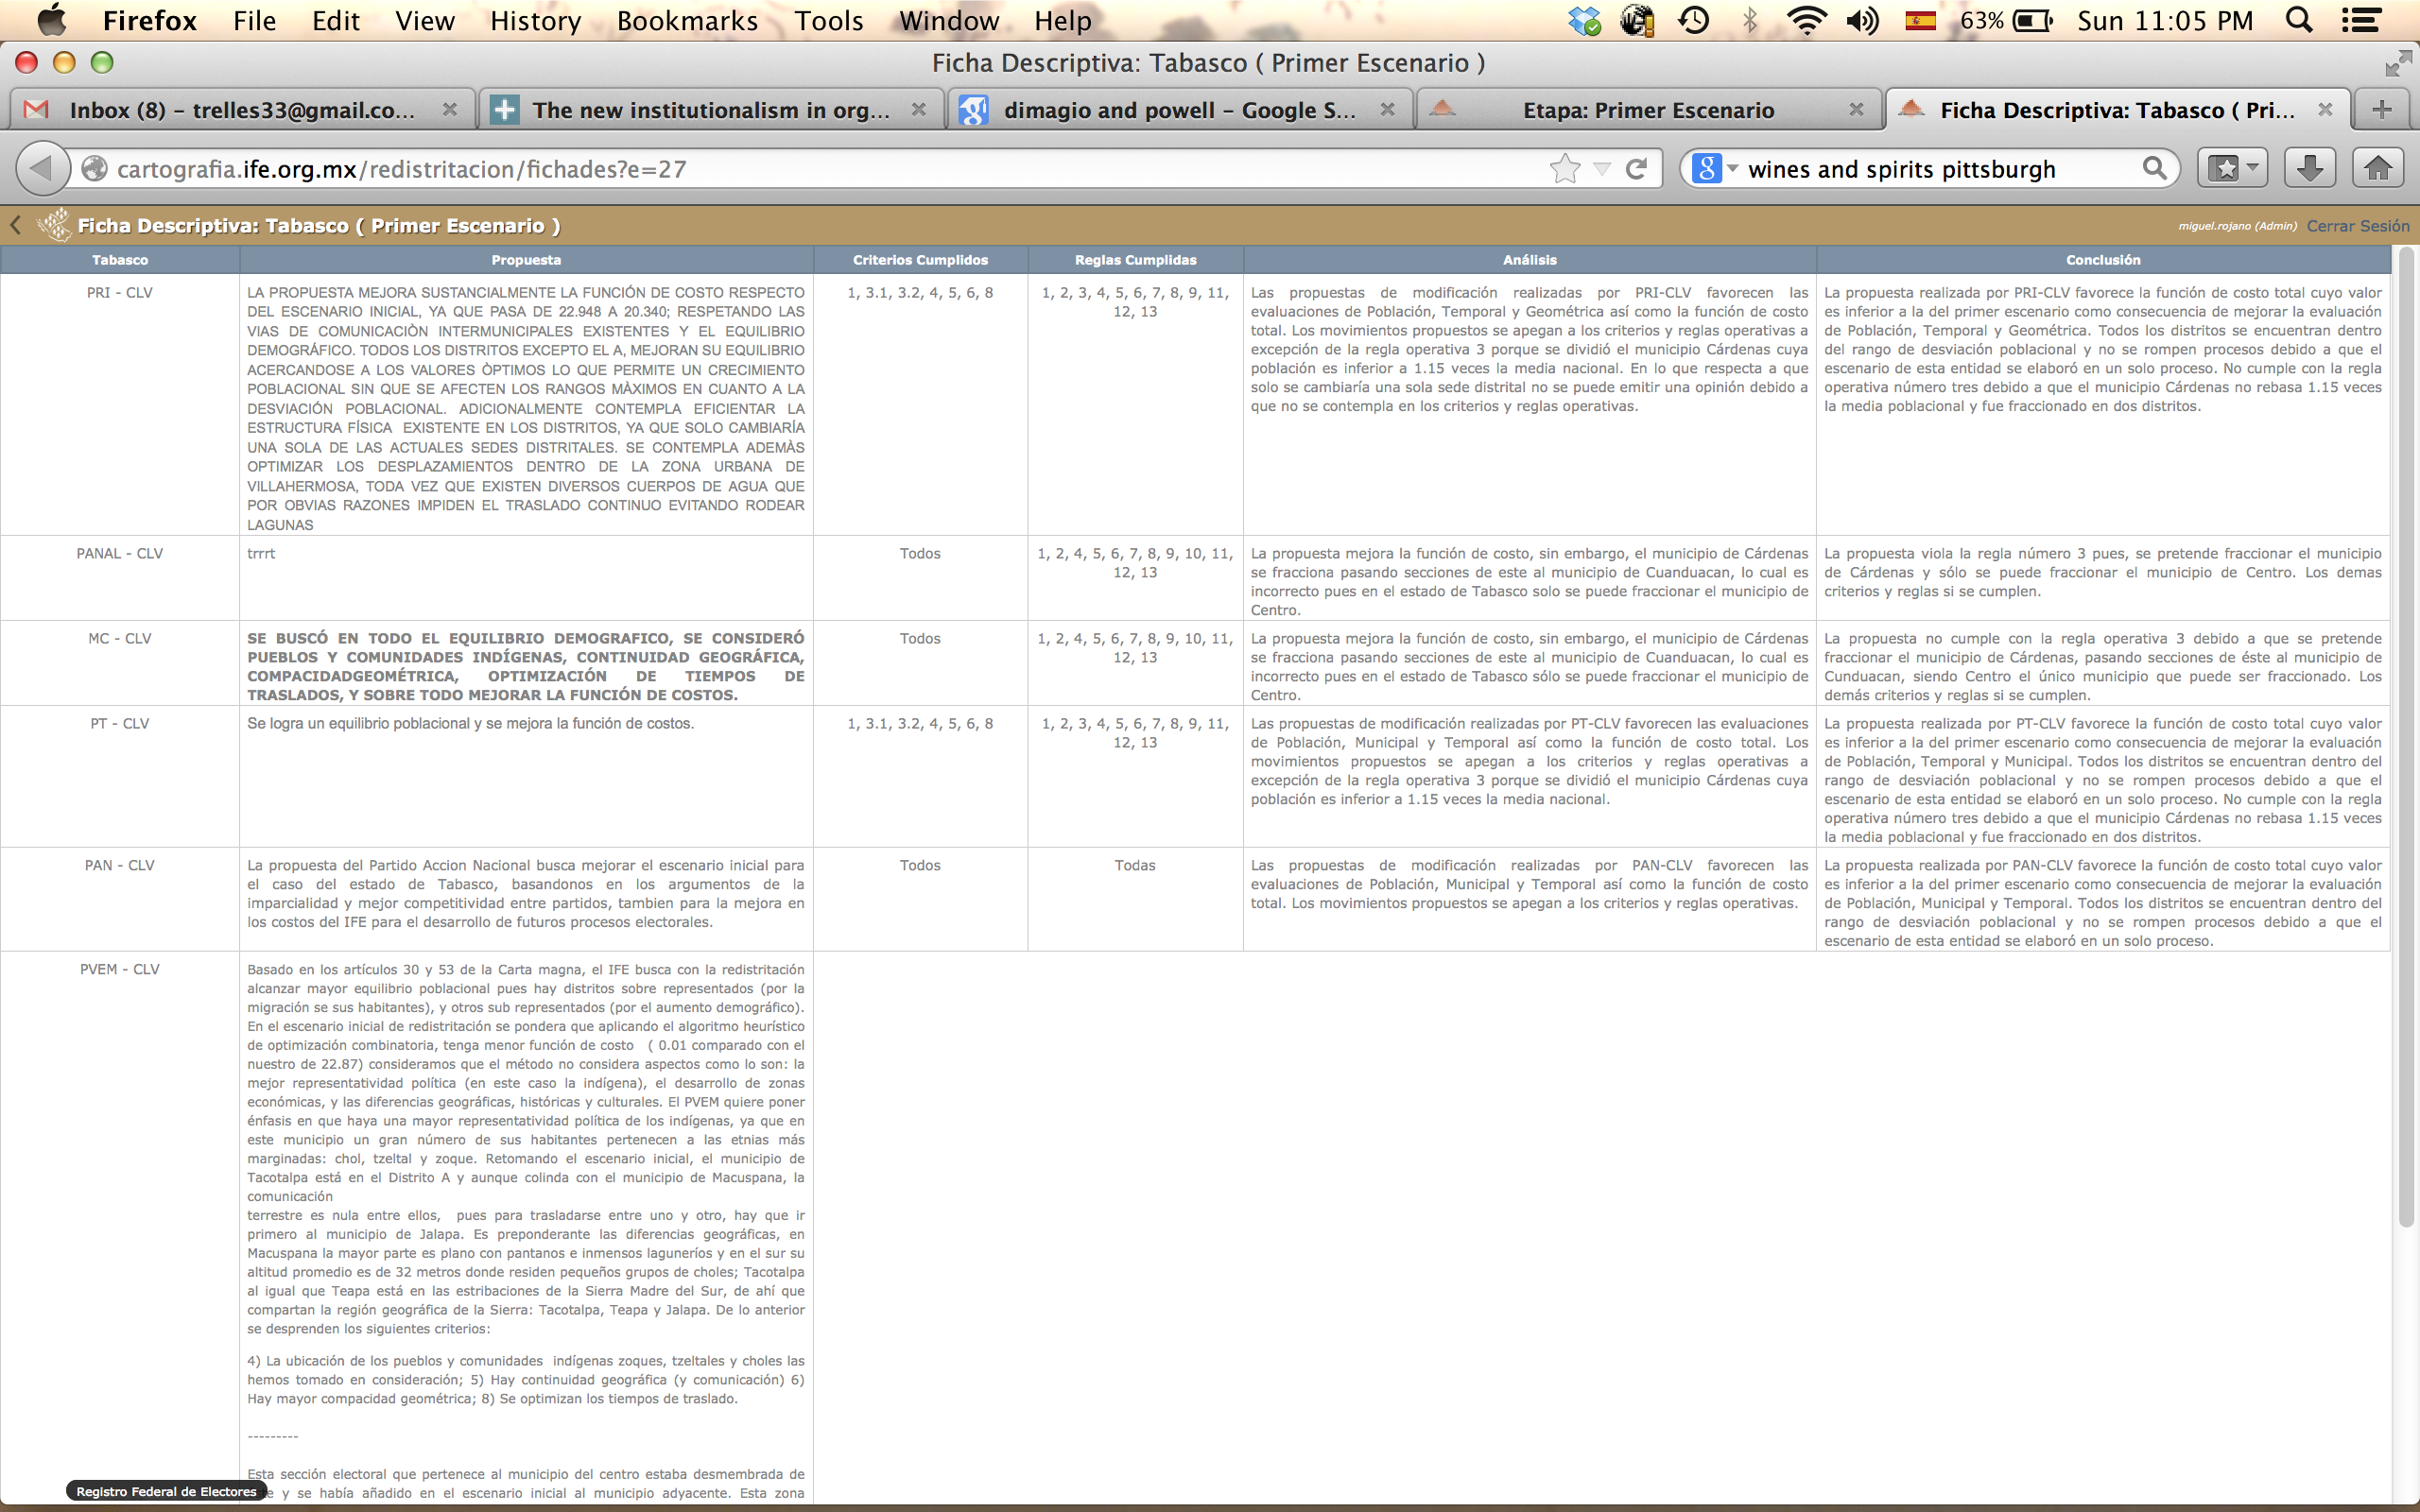 Firefox File Edit View History Bookmarks Tools Window Help 63% Sun 11:05 PM
Ficha Descriptiva: Tabasco ( Primer Escenario )
Inbox (8) – trelles33@gmail.co... The new institutionalism in org... dimagio and powell – Google S... Etapa: Primer Escenario Ficha Descriptiva: Tabasco ( Pri...
cartografia.ife.org.mx/redistritacion/fichades?e=27 wines and spirits pittsburgh
Ficha Descriptiva: Tabasco ( Primer Escenario ) miguel.rojano (Admin) Cerrar Sesión
Tabasco Propuesta Criterios Cumplidos Reglas Cumplidas Análisis Conclusión
PRI - CLV
LA PROPUESTA MEJORA SUSTANCIALMENTE LA FUNCIÓN DE COSTO RESPECTO
DEL ESCENARIO INICIAL, YA QUE PASA DE 22.948 A 20.340; RESPETANDO LAS
VIAS DE COMUNICACIÒN INTERMUNICIPALES EXISTENTES Y EL EQUILIBRIO
DEMOGRÁFICO. TODOS LOS DISTRITOS EXCEPTO EL A, MEJORAN SU EQUILIBRIO
ACERCANDOSE A LOS VALORES ÒPTIMOS LO QUE PERMITE UN CRECIMIENTO
POBLACIONAL SIN QUE SE AFECTEN LOS RANGOS MÀXIMOS EN CUANTO A LA
DESVIACIÓN POBLACIONAL. ADICIONALMENTE CONTEMPLA EFICIENTAR LA
ESTRUCTURA FÍSICA EXISTENTE EN LOS DISTRITOS, YA QUE SOLO CAMBIARÍA
UNA SOLA DE LAS ACTUALES SEDES DISTRITALES. SE CONTEMPLA ADEMÀS
OPTIMIZAR LOS DESPLAZAMIENTOS DENTRO DE LA ZONA URBANA DE
VILLAHERMOSA, TODA VEZ QUE EXISTEN DIVERSOS CUERPOS DE AGUA QUE
POR OBVIAS RAZONES IMPIDEN EL TRASLADO CONTINUO EVITANDO RODEAR
LAGUNAS
1, 3.1, 3.2, 4, 5, 6, 8
1, 2, 3, 4, 5, 6, 7, 8, 9, 11,
12, 13
Las propuestas de modificación realizadas por PRI-CLV favorecen las
evaluaciones de Población, Temporal y Geométrica así como la función de costo
total. Los movimientos propuestos se apegan a los criterios y reglas operativas a
excepción de la regla operativa 3 porque se dividió el municipio Cárdenas cuya
población es inferior a 1.15 veces la media nacional. En lo que respecta a que
solo se cambiaría una sola sede distrital no se puede emitir una opinión debido a
que no se contempla en los criterios y reglas operativas.
La propuesta realizada por PRI-CLV favorece la función de costo total cuyo valor
es inferior a la del primer escenario como consecuencia de mejorar la evaluación
de Población, Temporal y Geométrica. Todos los distritos se encuentran dentro
del rango de desviación poblacional y no se rompen procesos debido a que el
escenario de esta entidad se elaboró en un solo proceso. No cumple con la regla
operativa número tres debido a que el municipio Cárdenas no rebasa 1.15 veces
la media poblacional y fue fraccionado en dos distritos.
PANAL - CLV
trrrt
Todos
1, 2, 4, 5, 6, 7, 8, 9, 10, 11,
12, 13
La propuesta mejora la función de costo, sin embargo, el municipio de Cárdenas
se fracciona pasando secciones de este al municipio de Cuanduacan, lo cual es
incorrecto pues en el estado de Tabasco solo se puede fraccionar el municipio de
Centro.
La propuesta viola la regla número 3 pues, se pretende fraccionar el municipio
de Cárdenas y sólo se puede fraccionar el municipio de Centro. Los demas
criterios y reglas si se cumplen.
MC - CLV
SE BUSCÓ EN TODO EL EQUILIBRIO DEMOGRAFICO, SE CONSIDERÓ
PUEBLOS Y COMUNIDADES INDÍGENAS, CONTINUIDAD GEOGRÁFICA,
COMPACIDADGEOMÉTRICA, OPTIMIZACIÓN DE TIEMPOS DE
TRASLADOS, Y SOBRE TODO MEJORAR LA FUNCIÓN DE COSTOS.
Todos
1, 2, 4, 5, 6, 7, 8, 9, 10, 11,
12, 13
La propuesta mejora la función de costo, sin embargo, el municipio de Cárdenas
se fracciona pasando secciones de este al municipio de Cuanduacan, lo cual es
incorrecto pues en el estado de Tabasco sólo se puede fraccionar el municipio de
Centro.
La propuesta no cumple con la regla operativa 3 debido a que se pretende
fraccionar el municipio de Cárdenas, pasando secciones de éste al municipio de
Cunduacan, siendo Centro el único municipio que puede ser fraccionado. Los
demás criterios y reglas si se cumplen.
PT - CLV
Se logra un equilibrio poblacional y se mejora la función de costos.
1, 3.1, 3.2, 4, 5, 6, 8
1, 2, 3, 4, 5, 6, 7, 8, 9, 11,
12, 13
Las propuestas de modificación realizadas por PT-CLV favorecen las evaluaciones
de Población, Municipal y Temporal así como la función de costo total. Los
movimientos propuestos se apegan a los criterios y reglas operativas a
excepción de la regla operativa 3 porque se dividió el municipio Cárdenas cuya
población es inferior a 1.15 veces la media nacional.
La propuesta realizada por PT-CLV favorece la función de costo total cuyo valor
es inferior a la del primer escenario como consecuencia de mejorar la evaluación
de Población, Temporal y Municipal. Todos los distritos se encuentran dentro del
rango de desviación poblacional y no se rompen procesos debido a que el
escenario de esta entidad se elaboró en un solo proceso. No cumple con la regla
operativa número tres debido a que el municipio Cárdenas no rebasa 1.15 veces
la media poblacional y fue fraccionado en dos distritos.
PAN - CLV
La propuesta del Partido Accion Nacional busca mejorar el escenario inicial para
el caso del estado de Tabasco, basandonos en los argumentos de la
imparcialidad y mejor competitividad entre partidos, tambien para la mejora en
los costos del IFE para el desarrollo de futuros procesos electorales.
Todos
Todas
Las propuestas de modificación realizadas por PAN-CLV favorecen las
evaluaciones de Población, Municipal y Temporal así como la función de costo
total. Los movimientos propuestos se apegan a los criterios y reglas operativas.
La propuesta realizada por PAN-CLV favorece la función de costo total cuyo valor
es inferior a la del primer escenario como consecuencia de mejorar la evaluación
de Población, Municipal y Temporal. Todos los distritos se encuentran dentro del
rango de desviación poblacional y no se rompen procesos debido a que el
escenario de esta entidad se elaboró en un solo proceso.
PVEM - CLV
Basado en los artículos 30 y 53 de la Carta magna, el IFE busca con la redistritación
alcanzar mayor equilibrio poblacional pues hay distritos sobre representados (por la
migración se sus habitantes), y otros sub representados (por el aumento demográfico).
En el escenario inicial de redistritación se pondera que aplicando el algoritmo heurístico
de optimización combinatoria, tenga menor función de costo ( 0.01 comparado con el
nuestro de 22.87) consideramos que el método no considera aspectos como lo son: la
mejor representatividad política (en este caso la indígena), el desarrollo de zonas
económicas, y las diferencias geográficas, históricas y culturales. El PVEM quiere poner
énfasis en que haya una mayor representatividad política de los indígenas, ya que en
este municipio un gran número de sus habitantes pertenecen a las etnias más
marginadas: chol, tzeltal y zoque. Retomando el escenario inicial, el municipio de
Tacotalpa está en el Distrito A y aunque colinda con el municipio de Macuspana, la
comunicación
terrestre es nula entre ellos, pues para trasladarse entre uno y otro, hay que ir
primero al municipio de Jalapa. Es preponderante las diferencias geográficas, en
Macuspana la mayor parte es plano con pantanos e inmensos laguneríos y en el sur su
altitud promedio es de 32 metros donde residen pequeños grupos de choles; Tacotalpa
al igual que Teapa está en las estribaciones de la Sierra Madre del Sur, de ahí que
compartan la región geográfica de la Sierra: Tacotalpa, Teapa y Jalapa. De lo anterior
se desprenden los siguientes criterios:
4) La ubicación de los pueblos y comunidades indígenas zoques, tzeltales y choles las
hemos tomado en consideración; 5) Hay continuidad geográfica (y comunicación) 6)
Hay mayor compacidad geométrica; 8) Se optimizan los tiempos de traslado.
---------
Esta sección electoral que pertenece al municipio del centro estaba desmembrada de
y se había añadido en el escenario inicial al municipio adyacente. Esta zona
Registro Federal de Electores